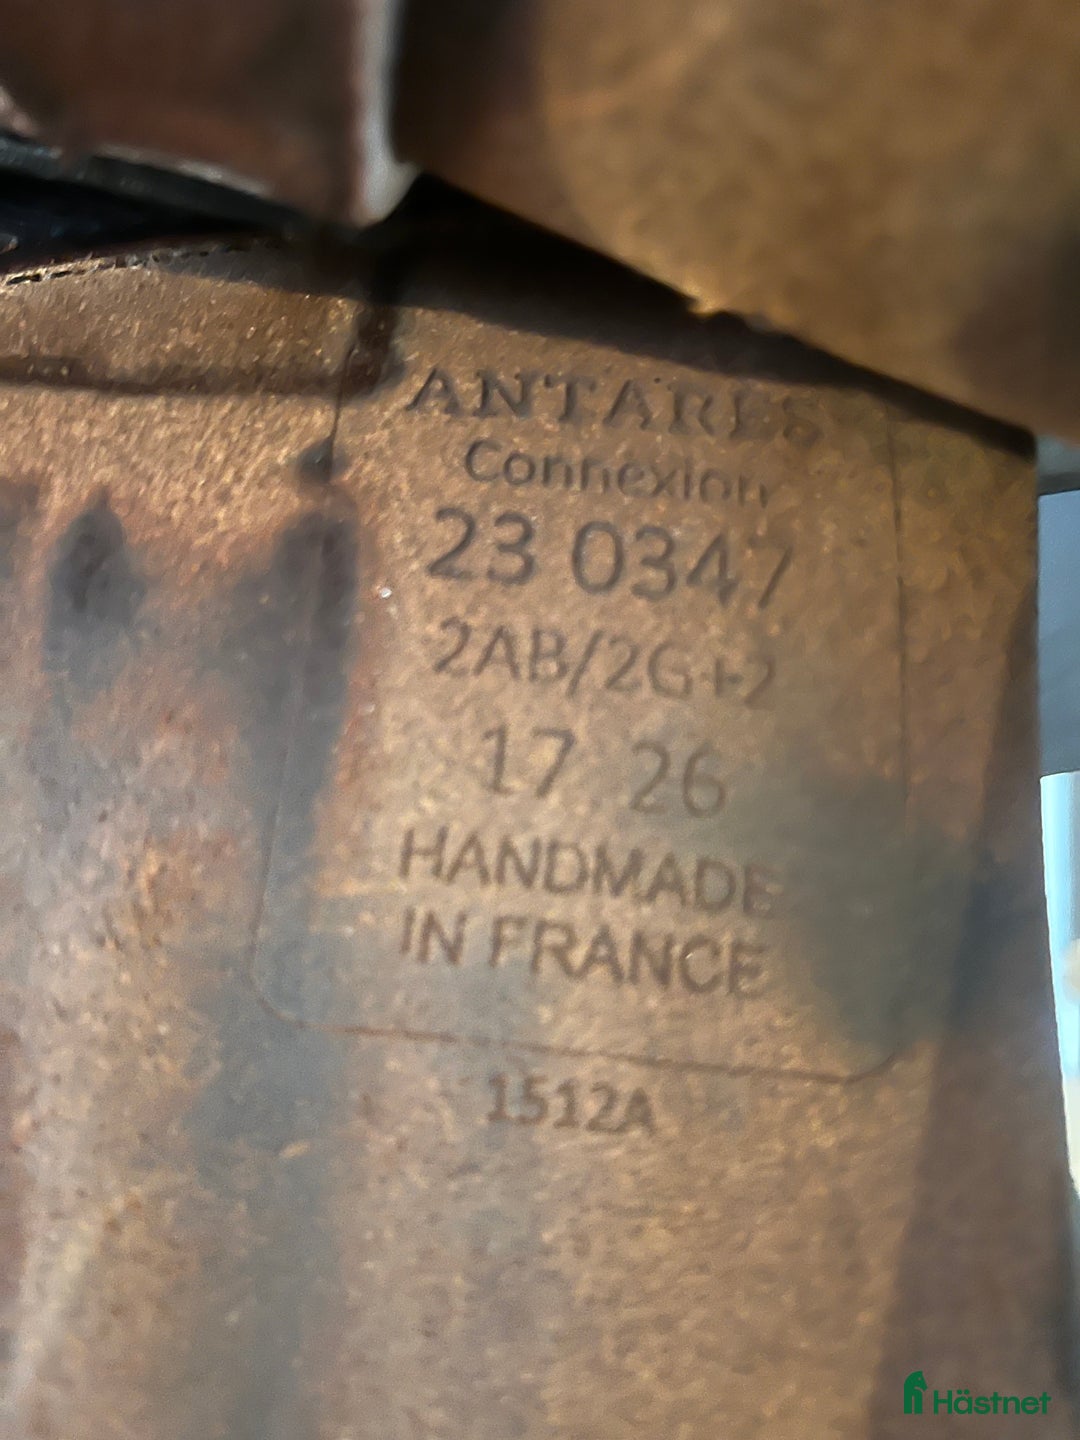 ANTARES
Connexion
23 0347
2AB/2G+2
17 26
HANDMADE
IN FRANCE
1512A
Hästnet